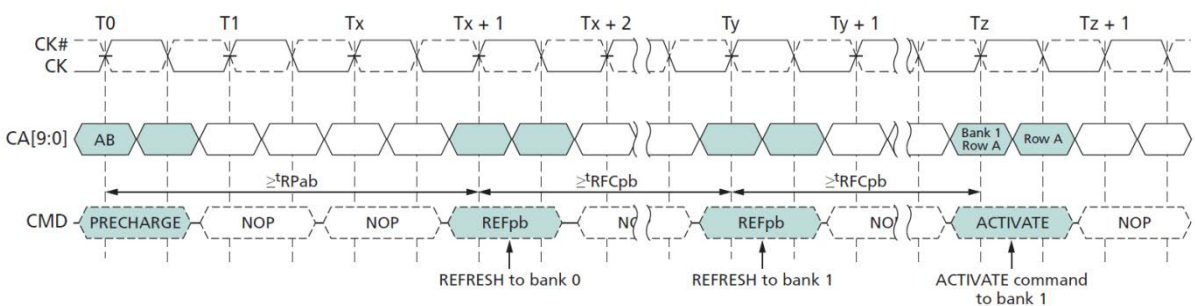 T0 T1 Tx Tx + 1 Tx + 2 Ty Ty + 1 Tz Tz + 1
CK#
CK
CA[9:0] AB Bank 1 Row A
Row A
≥tRPab ≥tRFCpb ≥tRFCpb
CMD PRECHARGE NOP NOP REFpb NO REFpb NO ACTIVATE NOP
REFRESH to bank 0 REFRESH to bank 1 ACTIVATE command
to bank 1